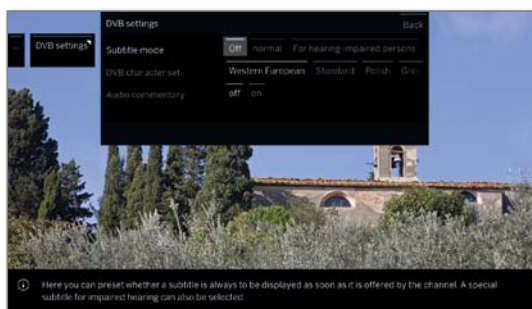 DVB settings Back
DVB settings
Subtitle mode Off normal For hearing-impaired persons
DVB character set Western European Standard Polish Gre
Audio commentary off on
Here you can preset whether a subtitle is always to be displayed as soon as it is offered by the channel. A special
subtitle for impaired hearing can also be selected.